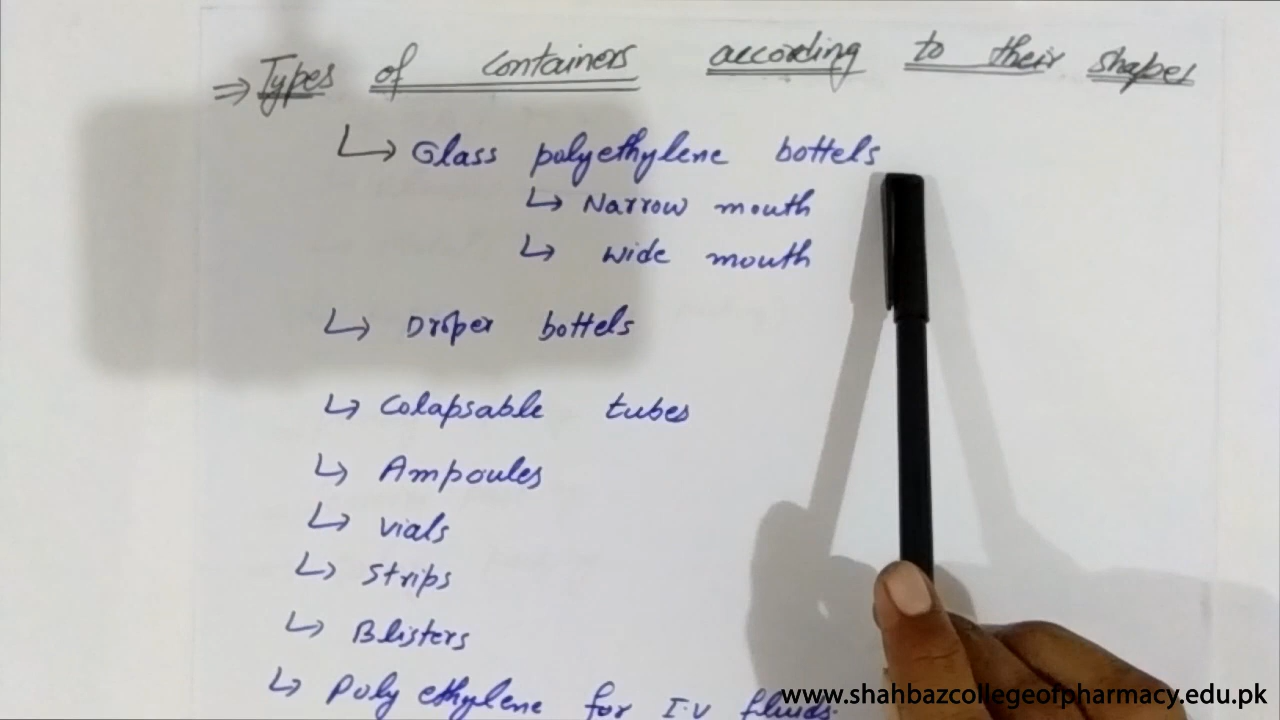 ⇒ Types of containers according to their shapes
↳ Glass polyethylene bottels
↳ Narrow mouth
↳ wide mouth
↳ Droper bottels
↳ Colapsable tubes
↳ Ampoules
↳ vials
↳ Strips
↳ Blisters
↳ Poly ethylene for I.V fluids.
www.shahbazcollegeofpharmacy.edu.pk